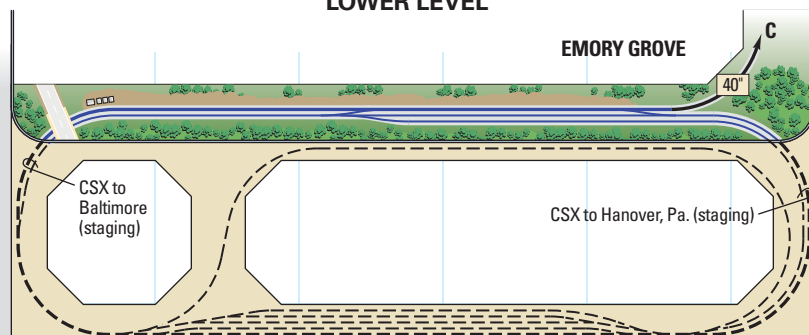 LOWER LEVEL
C
EMORY GROVE
40"
CSX to
Baltimore
(staging)
CSX to Hanover, Pa. (staging)